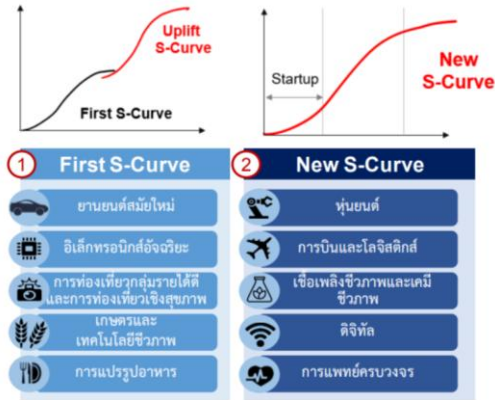 Uplift
S-Curve
First S-Curve
Startup
New
S-Curve
1 First S-Curve
ยานยนต์สมัยใหม่
อิเล็กทรอนิกส์อัจฉริยะ
การท่องเที่ยวกลุ่มรายได้ดี
และการท่องเที่ยวเชิงสุขภาพ
เกษตรและ
เทคโนโลยีชีวภาพ
การแปรรูปอาหาร
2 New S-Curve
หุ่นยนต์
การบินและโลจิสติกส์
เชื้อเพลิงชีวภาพและเคมี
ชีวภาพ
ดิจิทัล
การแพทย์ครบวงจร